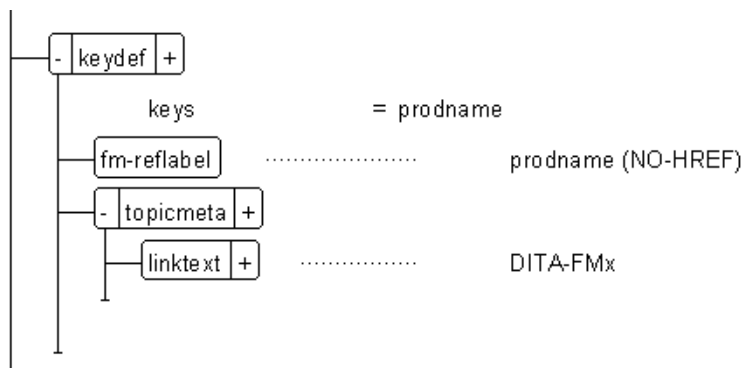 - keydef +
keys = prodname
fm-reflabel ..................... prodname (NO-HREF)
- topicmeta +
linktext + ................ DITA-FMx